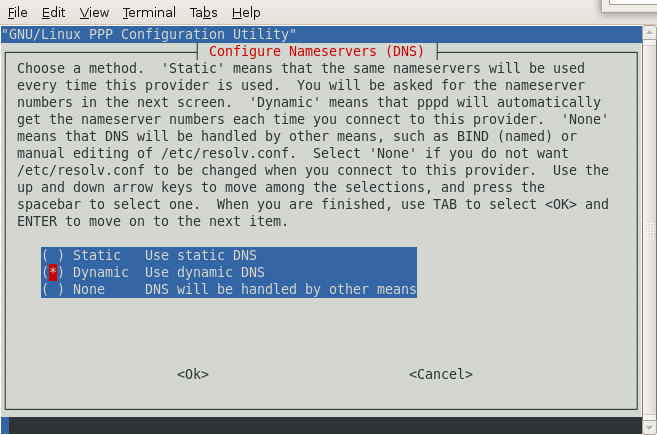 File Edit View Terminal Tabs Help
"GNU/Linux PPP Configuration Utility"
Configure Nameservers (DNS)
Choose a method.  'Static' means that the same nameservers will be used
every time this provider is used.  You will be asked for the nameserver
numbers in the next screen.  'Dynamic' means that pppd will automatically
get the nameserver numbers each time you connect to this provider.  'None'
means that DNS will be handled by other means, such as BIND (named) or
manual editing of /etc/resolv.conf.  Select 'None' if you do not want
/etc/resolv.conf to be changed when you connect to this provider.  Use the
up and down arrow keys to move among the selections, and press the
spacebar to select one.  When you are finished, use TAB to select <OK> and
ENTER to move on to the next item.
( ) Static   Use static DNS
(*) Dynamic  Use dynamic DNS
( ) None     DNS will be handled by other means
<Ok> <Cancel>